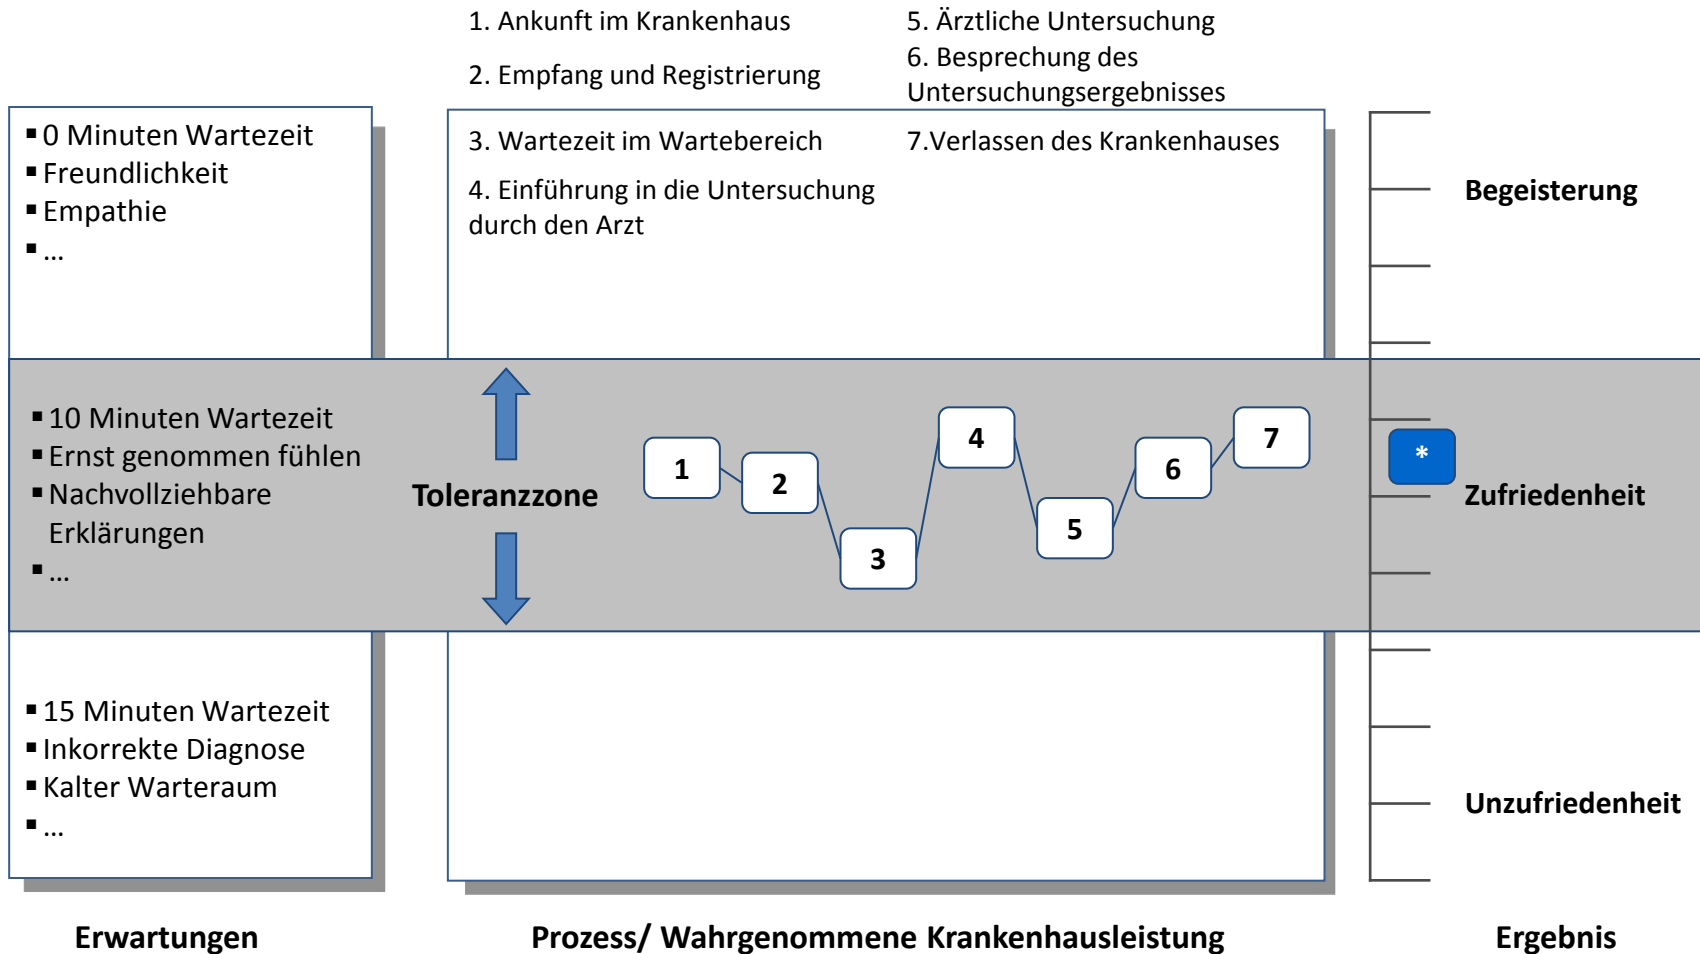 1. Ankunft im Krankenhaus
2. Empfang und Registrierung
3. Wartezeit im Wartebereich
4. Einführung in die Untersuchung
durch den Arzt
5. Ärztliche Untersuchung
6. Besprechung des
Untersuchungsergebnisses
7.Verlassen des Krankenhauses
▪ 0 Minuten Wartezeit
▪ Freundlichkeit
▪ Empathie
▪ ...
▪ 10 Minuten Wartezeit
▪ Ernst genommen fühlen
▪ Nachvollziehbare
Erklärungen
▪ ...
▪ 15 Minuten Wartezeit
▪ Inkorrekte Diagnose
▪ Kalter Warteraum
▪ ...
Toleranzzone
1
2
3
4
5
6
7
*
Begeisterung
Zufriedenheit
Unzufriedenheit
Erwartungen
Prozess/ Wahrgenommene Krankenhausleistung
Ergebnis